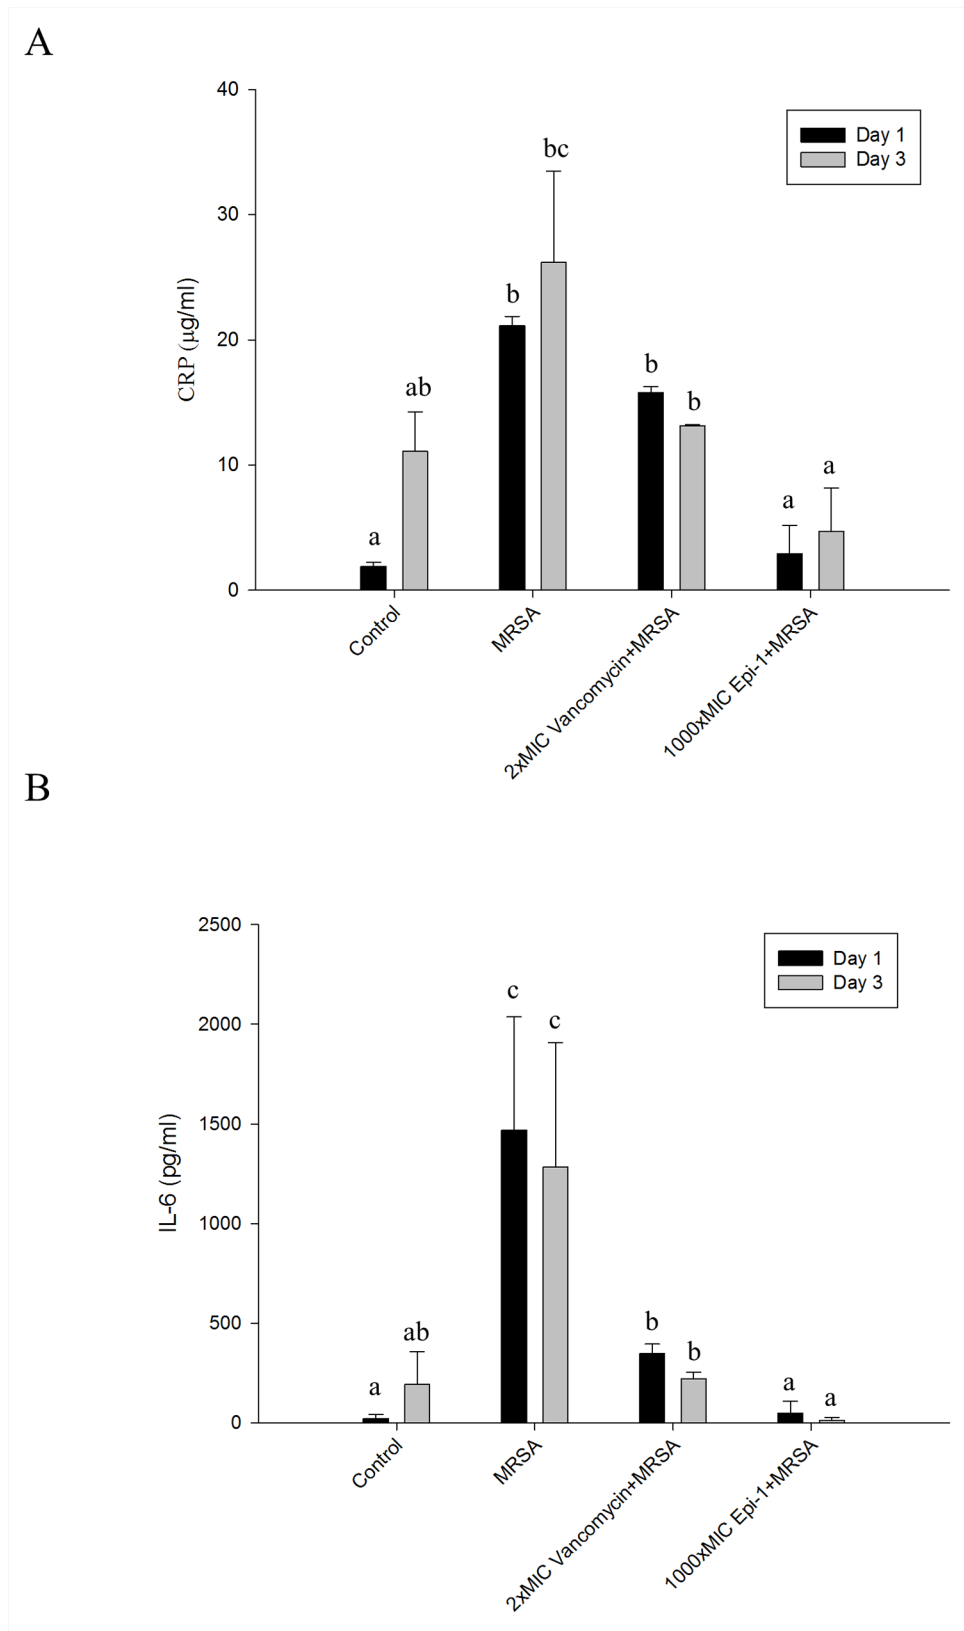 A
40
30
20
10
0
CRP (μg/ml)
Day 1
Day 3
a
ab
b
bc
b
b
a
a
Control
MRSA
2xMIC Vancomycin+MRSA
1000xMIC Epi-1+MRSA
B
2500
2000
1500
1000
500
0
IL-6 (pg/ml)
Day 1
Day 3
a
ab
c
c
b
b
a
a
Control
MRSA
2xMIC Vancomycin+MRSA
1000xMIC Epi-1+MRSA